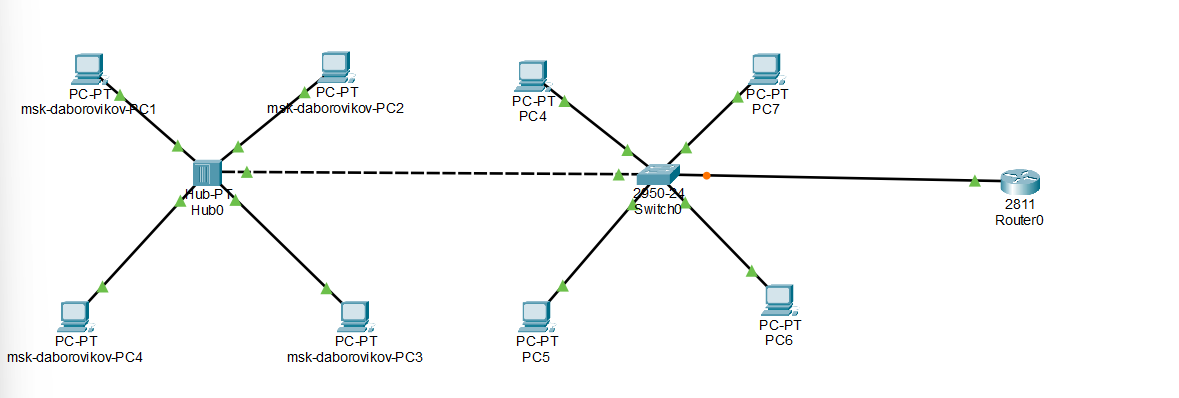 PC-PT
msk-daborovikov-PC1
PC-PT
msk-daborovikov-PC2
PC-PT
PC4
PC-PT
PC7
Hub-PT
Hub0
2950-24
Switch0
2811
Router0
PC-PT
msk-daborovikov-PC4
PC-PT
msk-daborovikov-PC3
PC-PT
PC5
PC-PT
PC6